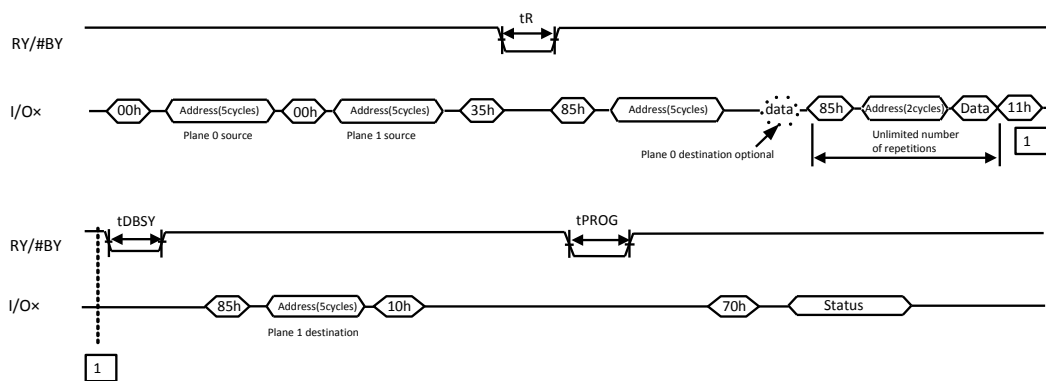 tR
RY/#BY
I/O×
00h Address(5cycles) 00h Address(5cycles) 35h 85h Address(5cycles) data 85h Address(2cycles) Data 11h
Plane 0 source
Plane 1 source
Plane 0 destination optional
Unlimited number
of repetitions
1
tDBSY
tPROG
RY/#BY
I/O×
85h Address(5cycles) 10h 70h Status
Plane 1 destination
1